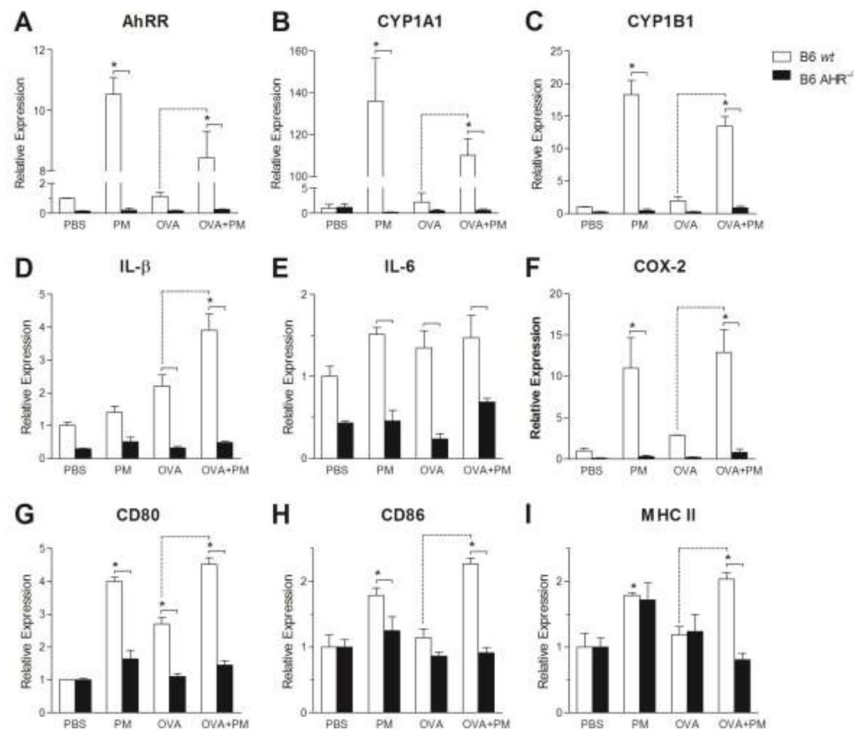 A AhRR
Relative Expression
12
10
8
2
0
PBS PM OVA OVA+PM
*
*
B CYP1A1
Relative Expression
160
140
120
100
5
0
PBS PM OVA OVA+PM
*
*
C CYP1B1
Relative Expression
25
20
15
10
5
0
PBS PM OVA OVA+PM
*
*
B6 wt
B6 AHR-/-
D IL-β
Relative Expression
5
4
3
2
1
0
PBS PM OVA OVA+PM
*
E IL-6
Relative Expression
2
1
0
PBS PM OVA OVA+PM
F COX-2
Relative Expression
20
15
10
5
0
PBS PM OVA OVA+PM
*
*
G CD80
Relative Expression
5
4
3
2
1
0
PBS PM OVA OVA+PM
*
*
*
H CD86
Relative Expression
2
1
0
PBS PM OVA OVA+PM
*
*
I MHC II
Relative Expression
2
1
0
PBS PM OVA OVA+PM
*
*